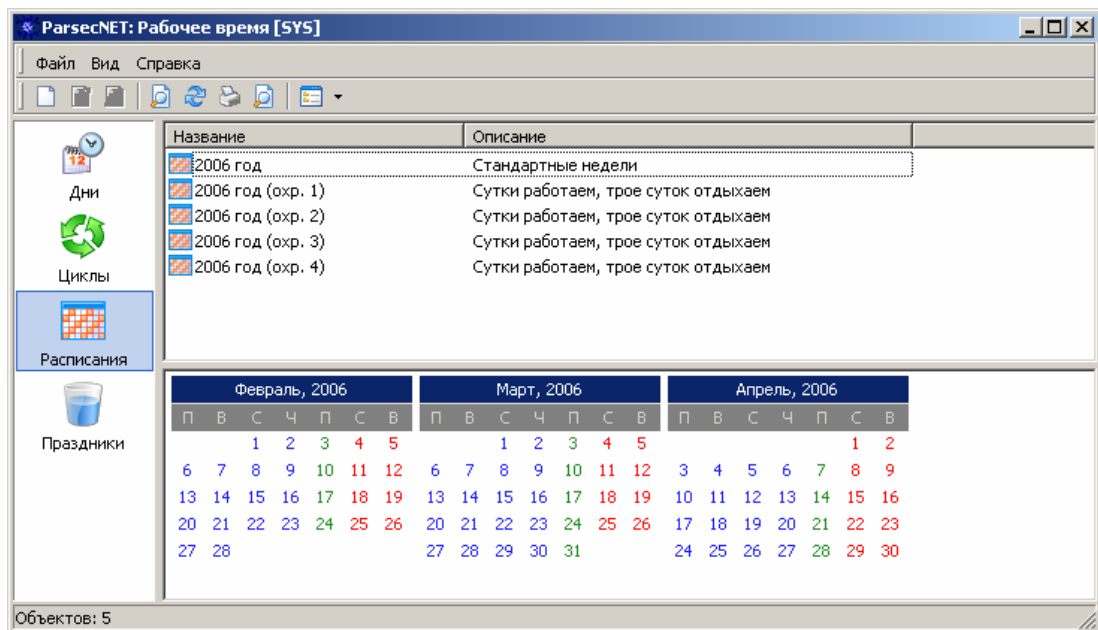 ParsecNET: Рабочее время [SYS]
Файл Вид Справка
Дни
Циклы
Расписания
Праздники
Название Описание
2006 год Стандартные недели
2006 год (охр. 1) Сутки работаем, трое суток отдыхаем
2006 год (охр. 2) Сутки работаем, трое суток отдыхаем
2006 год (охр. 3) Сутки работаем, трое суток отдыхаем
2006 год (охр. 4) Сутки работаем, трое суток отдыхаем
Февраль, 2006
П В С Ч П С В
1 2 3 4 5
6 7 8 9 10 11 12
13 14 15 16 17 18 19
20 21 22 23 24 25 26
27 28
Март, 2006
П В С Ч П С В
1 2 3 4 5
6 7 8 9 10 11 12
13 14 15 16 17 18 19
20 21 22 23 24 25 26
27 28 29 30 31
Апрель, 2006
П В С Ч П С В
1 2
3 4 5 6 7 8 9
10 11 12 13 14 15 16
17 18 19 20 21 22 23
24 25 26 27 28 29 30
Объектов: 5